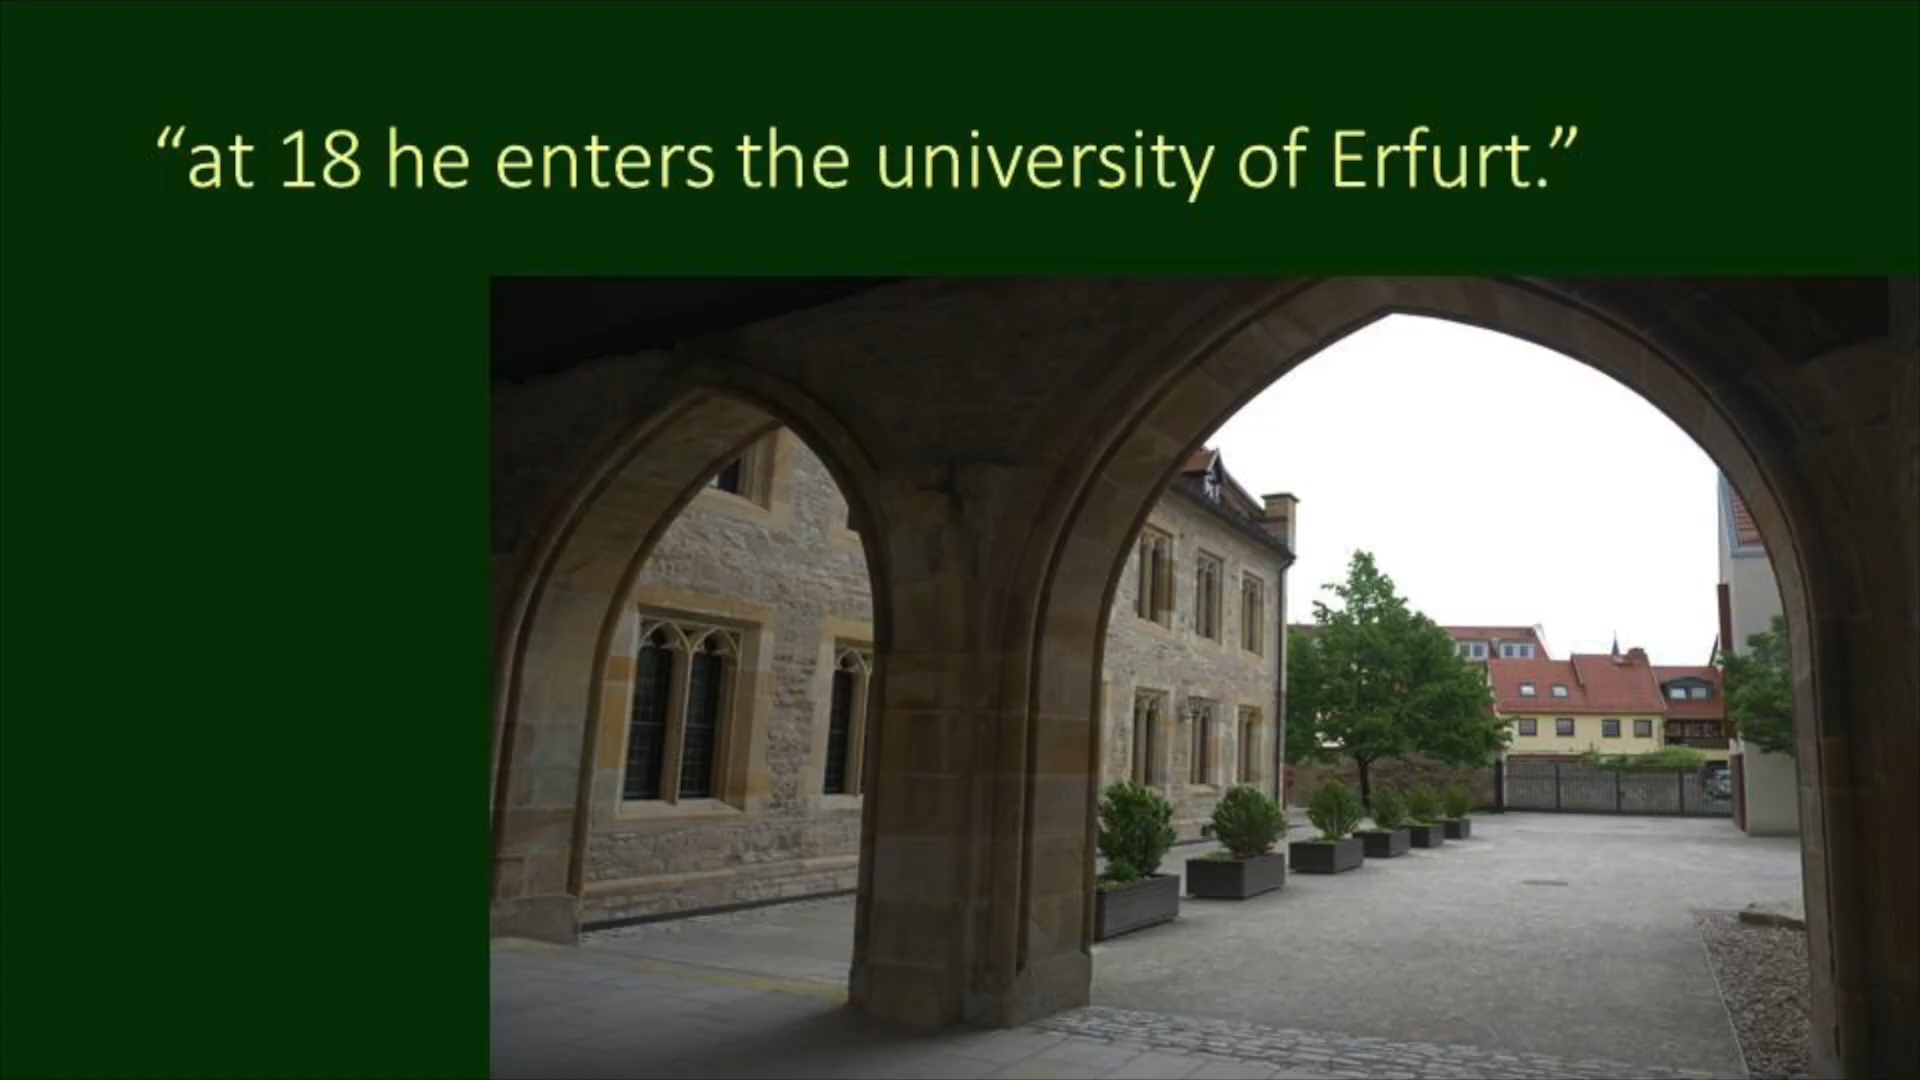 “at 18 he enters the university of Erfurt.”